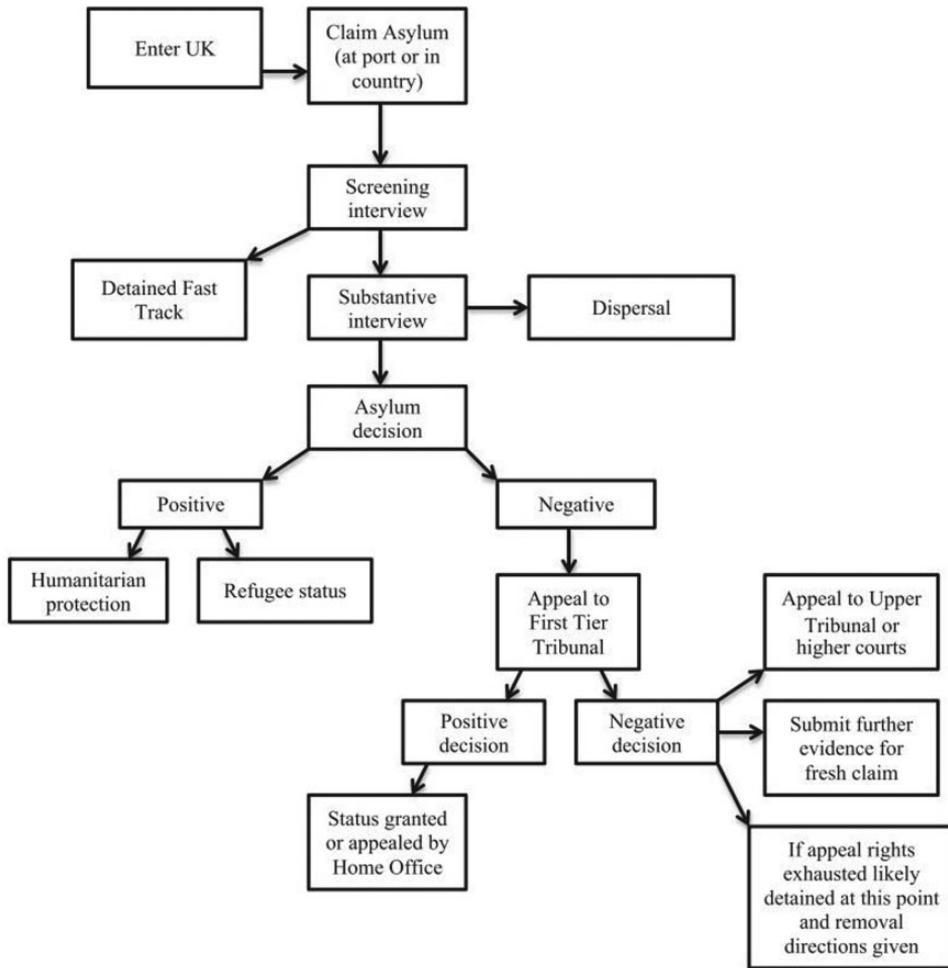 Enter UK
Claim Asylum
(at port or in
country)
Screening
interview
Detained Fast
Track
Substantive
interview
Dispersal
Asylum
decision
Positive
Negative
Humanitarian
protection
Refugee status
Appeal to
First Tier
Tribunal
Appeal to Upper
Tribunal or
higher courts
Positive
decision
Negative
decision
Submit further
evidence for
fresh claim
Status granted
or appealed by
Home Office
If appeal rights
exhausted likely
detained at this point
and removal
directions given